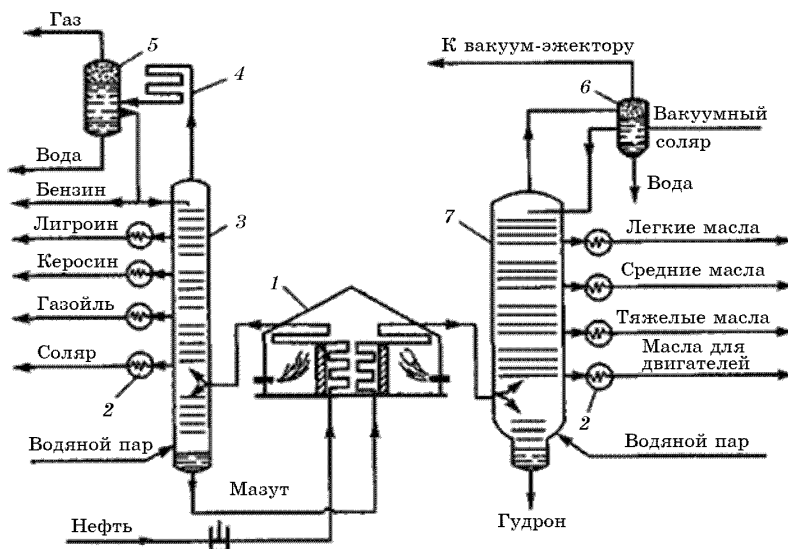 Газ
5
4
К вакуум-эжектору
6
Вакуумный
соляр
Вода
Вода
Бензин
3
7
Лигроин
Легкие масла
Керосин
1
Средние масла
Газойль
Тяжелые масла
Соляр
Масла для
двигателей
2
2
Водяной пар
Водяной пар
Мазут
Нефть
Гудрон